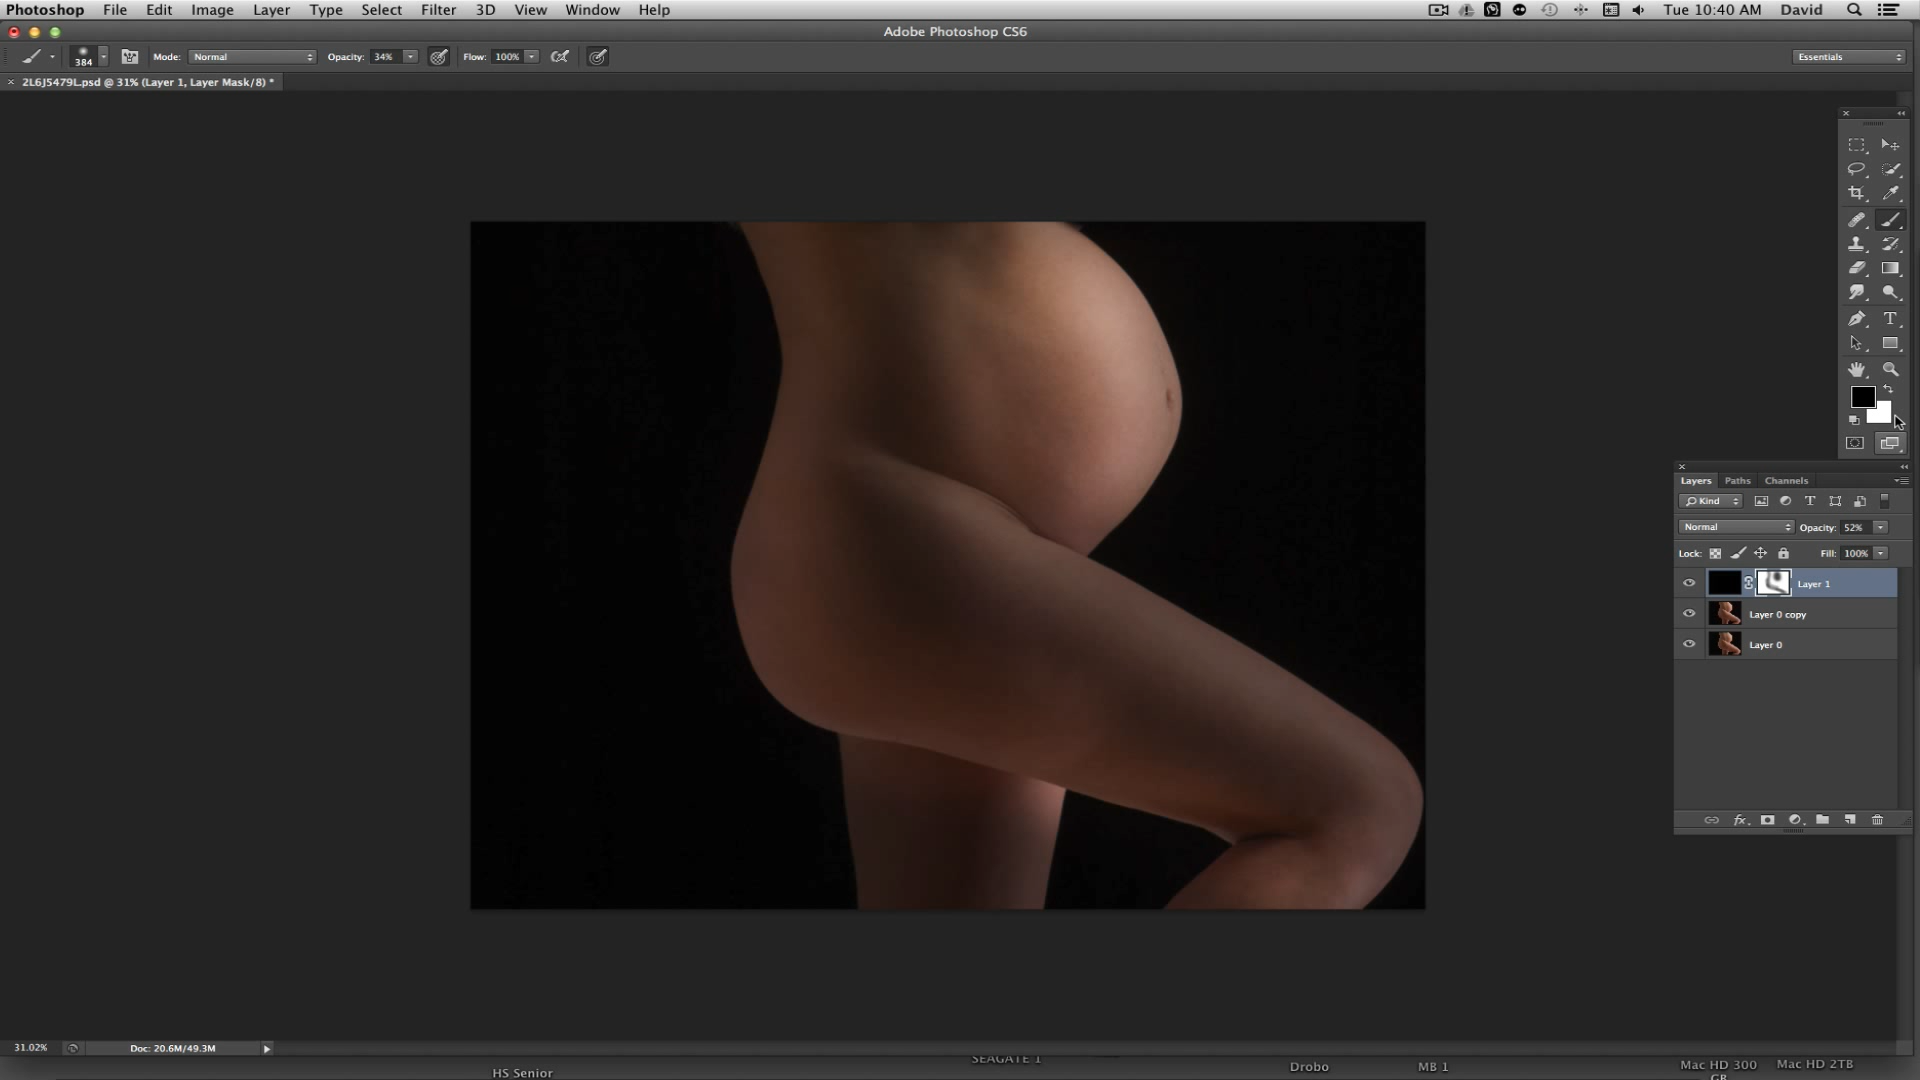 Photoshop File Edit Image Layer Type Select Filter 3D View Window Help Tue 10:40 AM David
Adobe Photoshop CS6
384 Mode: Normal Opacity: 34% Flow: 100% Essentials
2L6J5479L.psd @ 31% (Layer 1, Layer Mask/8) *
Layers Paths Channels
Kind
Normal Opacity: 52%
Lock: Fill: 100%
Layer 1
Layer 0 copy
Layer 0
31.02% Doc: 20.6M/49.3M
SEAGATE 1
HS Senior Drobo MB 1 Mac HD 300 Mac HD 2TB
GB